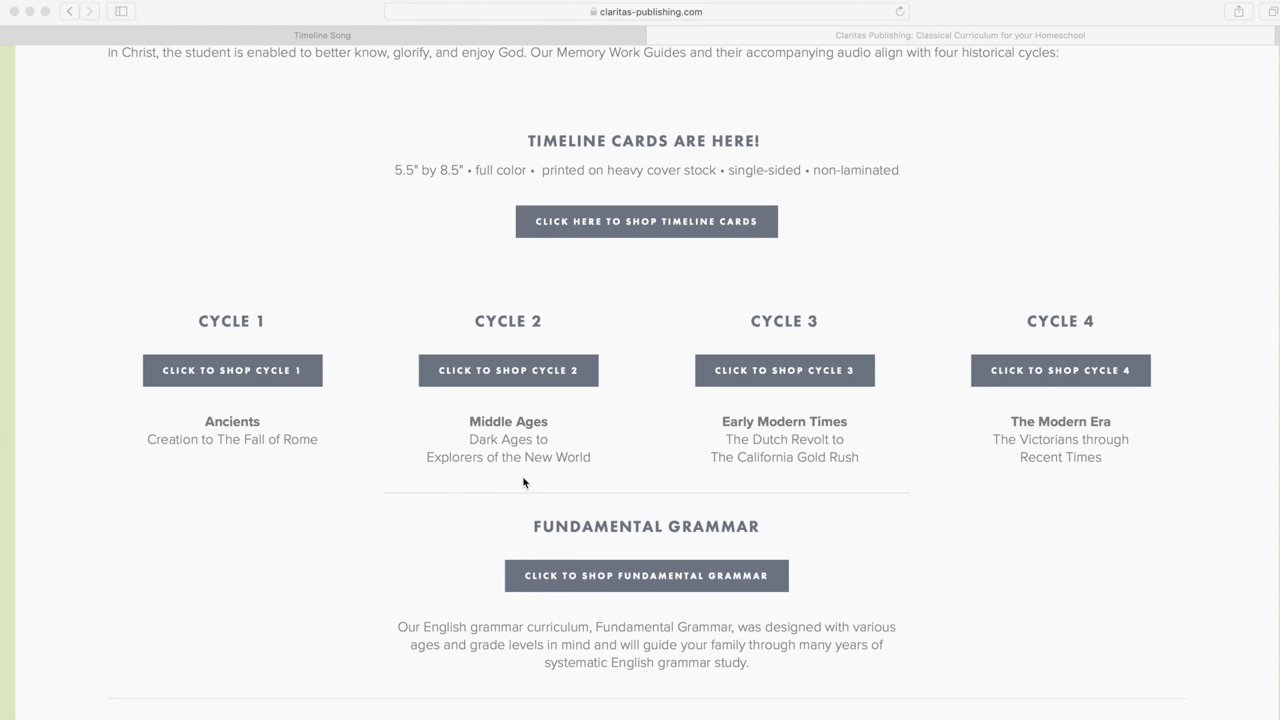 claritas-publishing.com
Timeline Song
Claritas Publishing: Classical Curriculum for your Homeschool
in Christ, the student is enabled to better know, glorify, and enjoy God. Our Memory Work Guides and their accompanying audio align with four historical cycles:
TIMELINE CARDS ARE HERE!
5.5" by 8.5" • full color • printed on heavy cover stock • single-sided • non-laminated
CLICK HERE TO SHOP TIMELINE CARDS
CYCLE 1
CLICK TO SHOP CYCLE 1
Ancients
Creation to The Fall of Rome
CYCLE 2
CLICK TO SHOP CYCLE 2
Middle Ages
Dark Ages to
Explorers of the New World
CYCLE 3
CLICK TO SHOP CYCLE 3
Early Modern Times
The Dutch Revolt to
The California Gold Rush
CYCLE 4
CLICK TO SHOP CYCLE 4
The Modern Era
The Victorians through
Recent Times
FUNDAMENTAL GRAMMAR
CLICK TO SHOP FUNDAMENTAL GRAMMAR
Our English grammar curriculum, Fundamental Grammar, was designed with various
ages and grade levels in mind and will guide your family through many years of
systematic English grammar study.